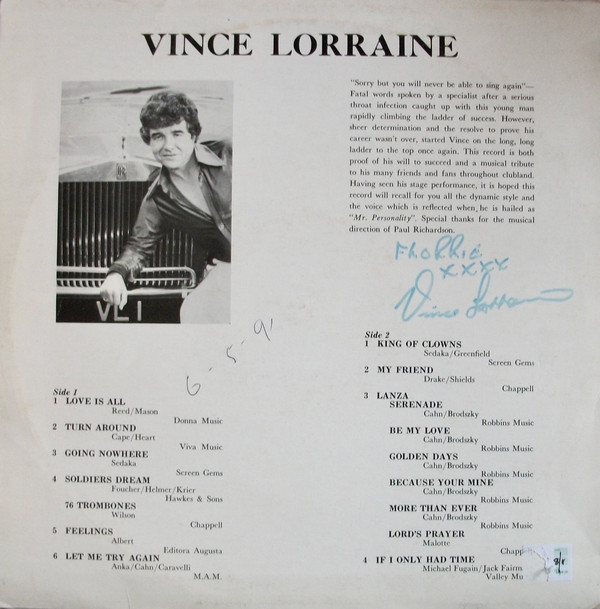 VINCE LORRAINE
"Sorry but you will never be able to sing again"—
Fatal words spoken by a specialist after a serious
throat infection caught up with this young man
rapidly climbing the ladder of success. However,
sheer determination and the resolve to prove his
career wasn't over, started Vince on the long, long
ladder to the top once again. This record is both
proof of his will to succeed and a musical tribute
to his many friends and fans throughout clubland.
Having seen his stage performance, it is hoped this
record will recall for you all the dynamic style and
the voice which is reflected when he is hailed as
"Mr. Personality". Special thanks for the musical
direction of Paul Richardson.
xxxx
Vince Lorraine
VL 1
6-5-91
Side 1
1 LOVE IS ALL
Reed/Mason
Donna Music
2 TURN AROUND
Cape/Heart
Viva Music
3 GOING NOWHERE
Sedaka
Screen Gems
4 SOLDIERS DREAM
Foucher/Helmer/Krier
Hawkes & Sons
76 TROMBONES
Wilson
Chappell
5 FEELINGS
Albert
Editora Augusta
6 LET ME TRY AGAIN
Anka/Cahn/Caravelli
M.A.M.
Side 2
1 KING OF CLOWNS
Sedaka/Greenfield
Screen Gems
2 MY FRIEND
Drake/Shields
Chappell
3 LANZA
SERENADE
Cahn/Brodszky
Robbins Music
BE MY LOVE
Cahn/Brodszky
Robbins Music
GOLDEN DAYS
Cahn/Brodszky
Robbins Music
BECAUSE YOUR MINE
Cahn/Brodszky
Robbins Music
MORE THAN EVER
Cahn/Brodszky
Robbins Music
LORD'S PRAYER
Malotte
Chapp
4 IF I ONLY HAD TIME
Michael Fugain/Jack Fairm
Valley Mu